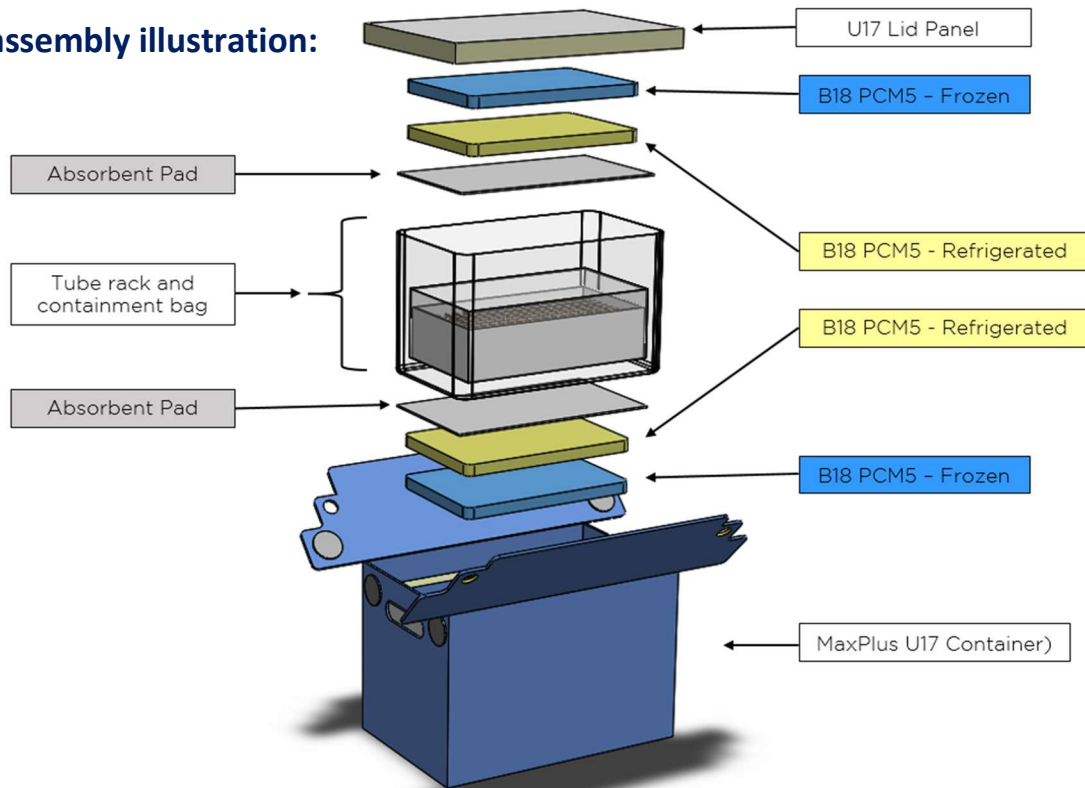 assembly illustration:
U17 Lid Panel
B18 PCM5 – Frozen
Absorbent Pad
B18 PCM5 - Refrigerated
Tube rack and
containment bag
B18 PCM5 - Refrigerated
Absorbent Pad
B18 PCM5 – Frozen
MaxPlus U17 Container)